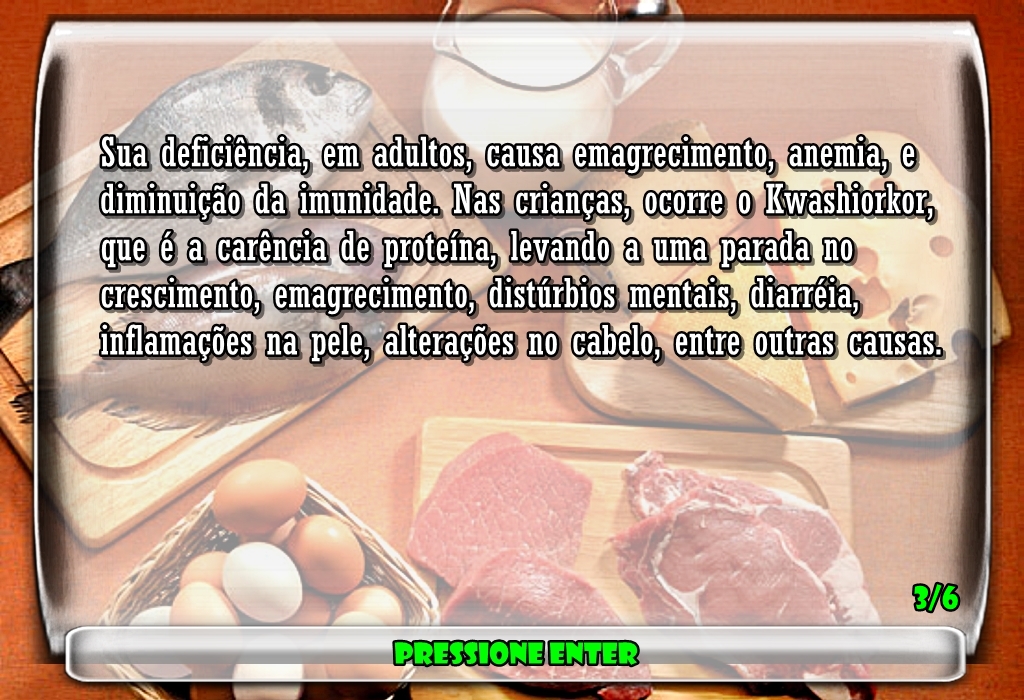 Sua deficiência, em adultos, causa emagrecimento, anemia, e
diminuição da imunidade. Nas crianças, ocorre o Kwashiorkor,
que é a carência de proteína, levando a uma parada no
crescimento, emagrecimento, distúrbios mentais, diarréia,
inflamações na pele, alterações no cabelo, entre outras causas.
3/6
PRESSIONE ENTER